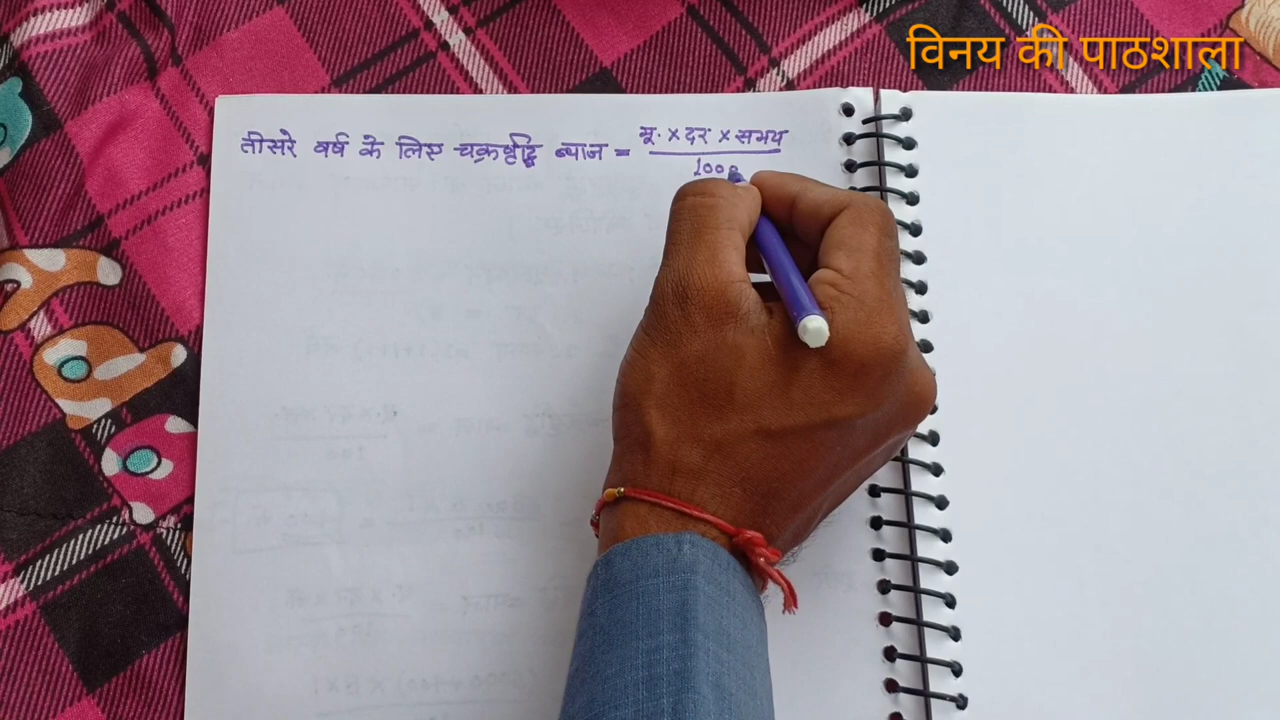 विनय की पाठशाला
तीसरे वर्ष के लिए चक्रवृद्धि ब्याज = मू. × दर × समय
100